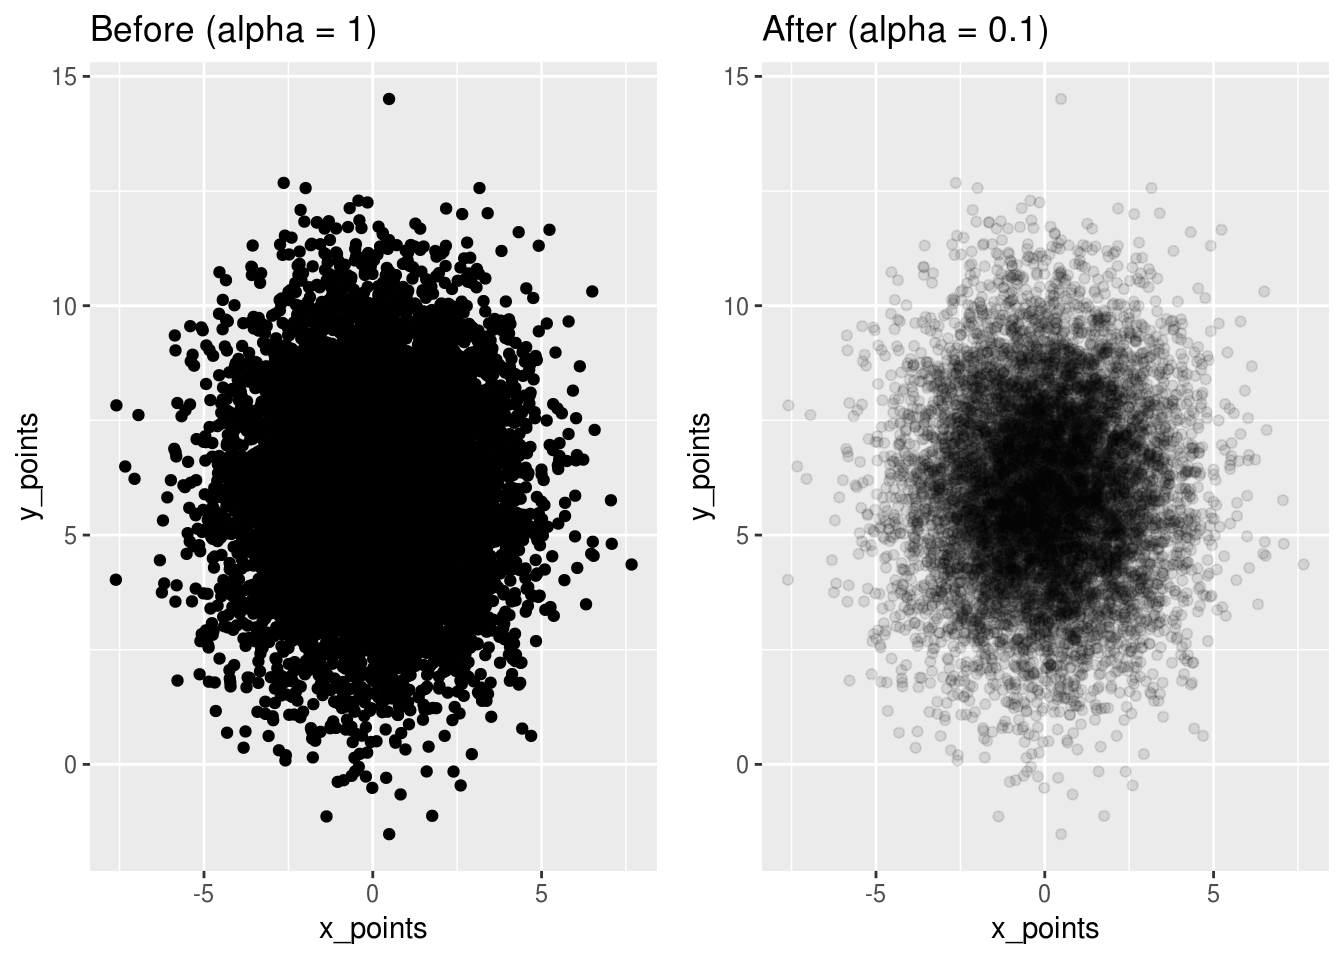 Before (alpha = 1)
15
10
5
0
-5
0
5
x_points
y_points
After (alpha = 0.1)
15
10
5
0
-5
0
5
x_points
y_points